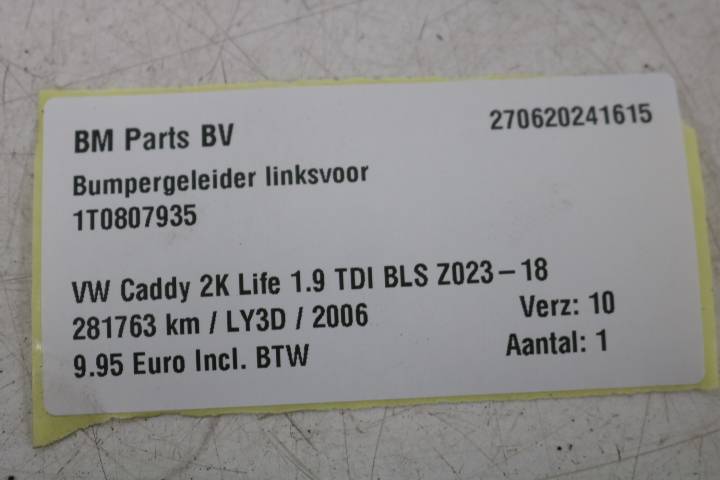 BM Parts BV 270620241615
Bumpergeleider linksvoor
1T0807935
VW Caddy 2K Life 1.9 TDI BLS Z023-18
281763 km / LY3D / 2006 Verz: 10
9.95 Euro Incl. BTW Aantal: 1